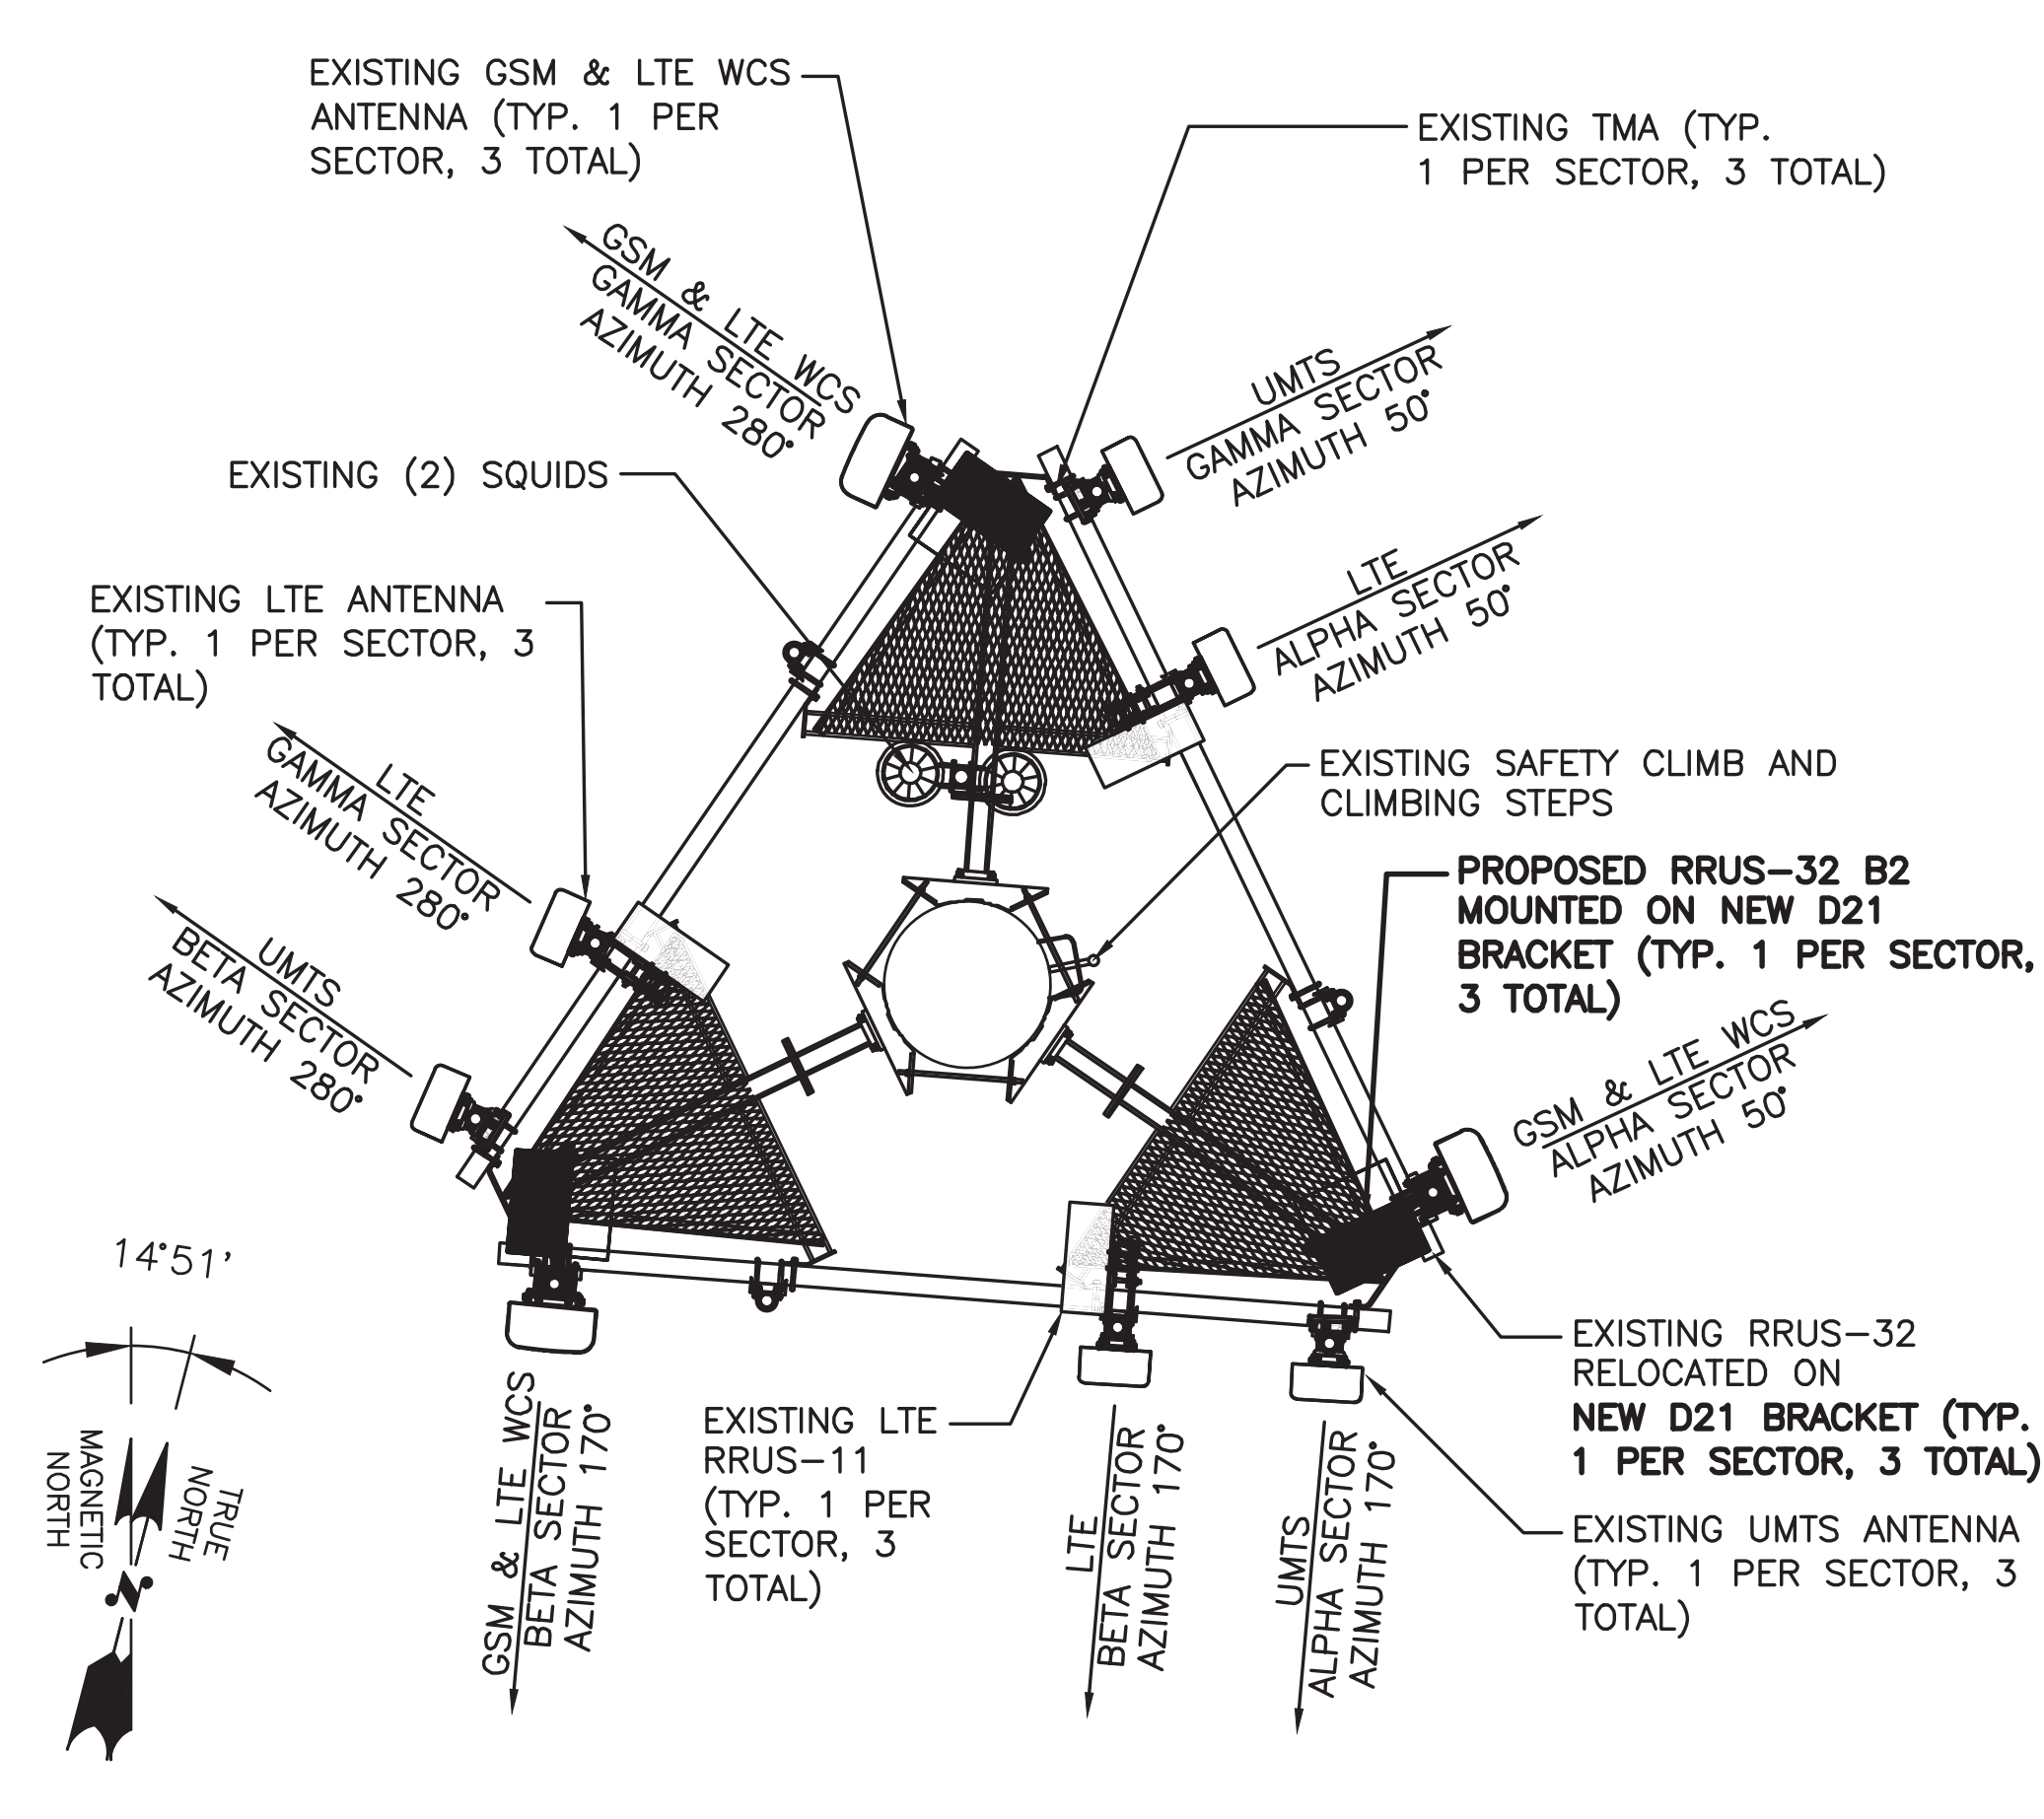 EXISTING GSM & LTE WCS
ANTENNA (TYP. 1 PER
SECTOR, 3 TOTAL)
EXISTING TMA (TYP.
1 PER SECTOR, 3 TOTAL)
GSM & LTE WCS
GAMMA SECTOR
AZIMUTH 280°
UMTS
GAMMA SECTOR
AZIMUTH 50°
EXISTING (2) SQUIDS
LTE
ALPHA SECTOR
AZIMUTH 50°
EXISTING LTE ANTENNA
(TYP. 1 PER SECTOR, 3
TOTAL)
LTE
GAMMA SECTOR
AZIMUTH 280°
EXISTING SAFETY CLIMB AND
CLIMBING STEPS
PROPOSED RRUS-32 B2
MOUNTED ON NEW D21
BRACKET (TYP. 1 PER SECTOR,
3 TOTAL)
UMTS
BETA SECTOR
AZIMUTH 280°
GSM & LTE WCS
ALPHA SECTOR
AZIMUTH 50°
14°51'
MAGNETIC
NORTH
TRUE
NORTH
N
GSM & LTE WCS
BETA SECTOR
AZIMUTH 170°
EXISTING LTE
RRUS-11
(TYP. 1 PER
SECTOR, 3
TOTAL)
LTE
BETA SECTOR
AZIMUTH 170°
UMTS
ALPHA SECTOR
AZIMUTH 170°
EXISTING RRUS-32
RELOCATED ON
NEW D21 BRACKET (TYP.
1 PER SECTOR, 3 TOTAL)
EXISTING UMTS ANTENNA
(TYP. 1 PER SECTOR, 3
TOTAL)